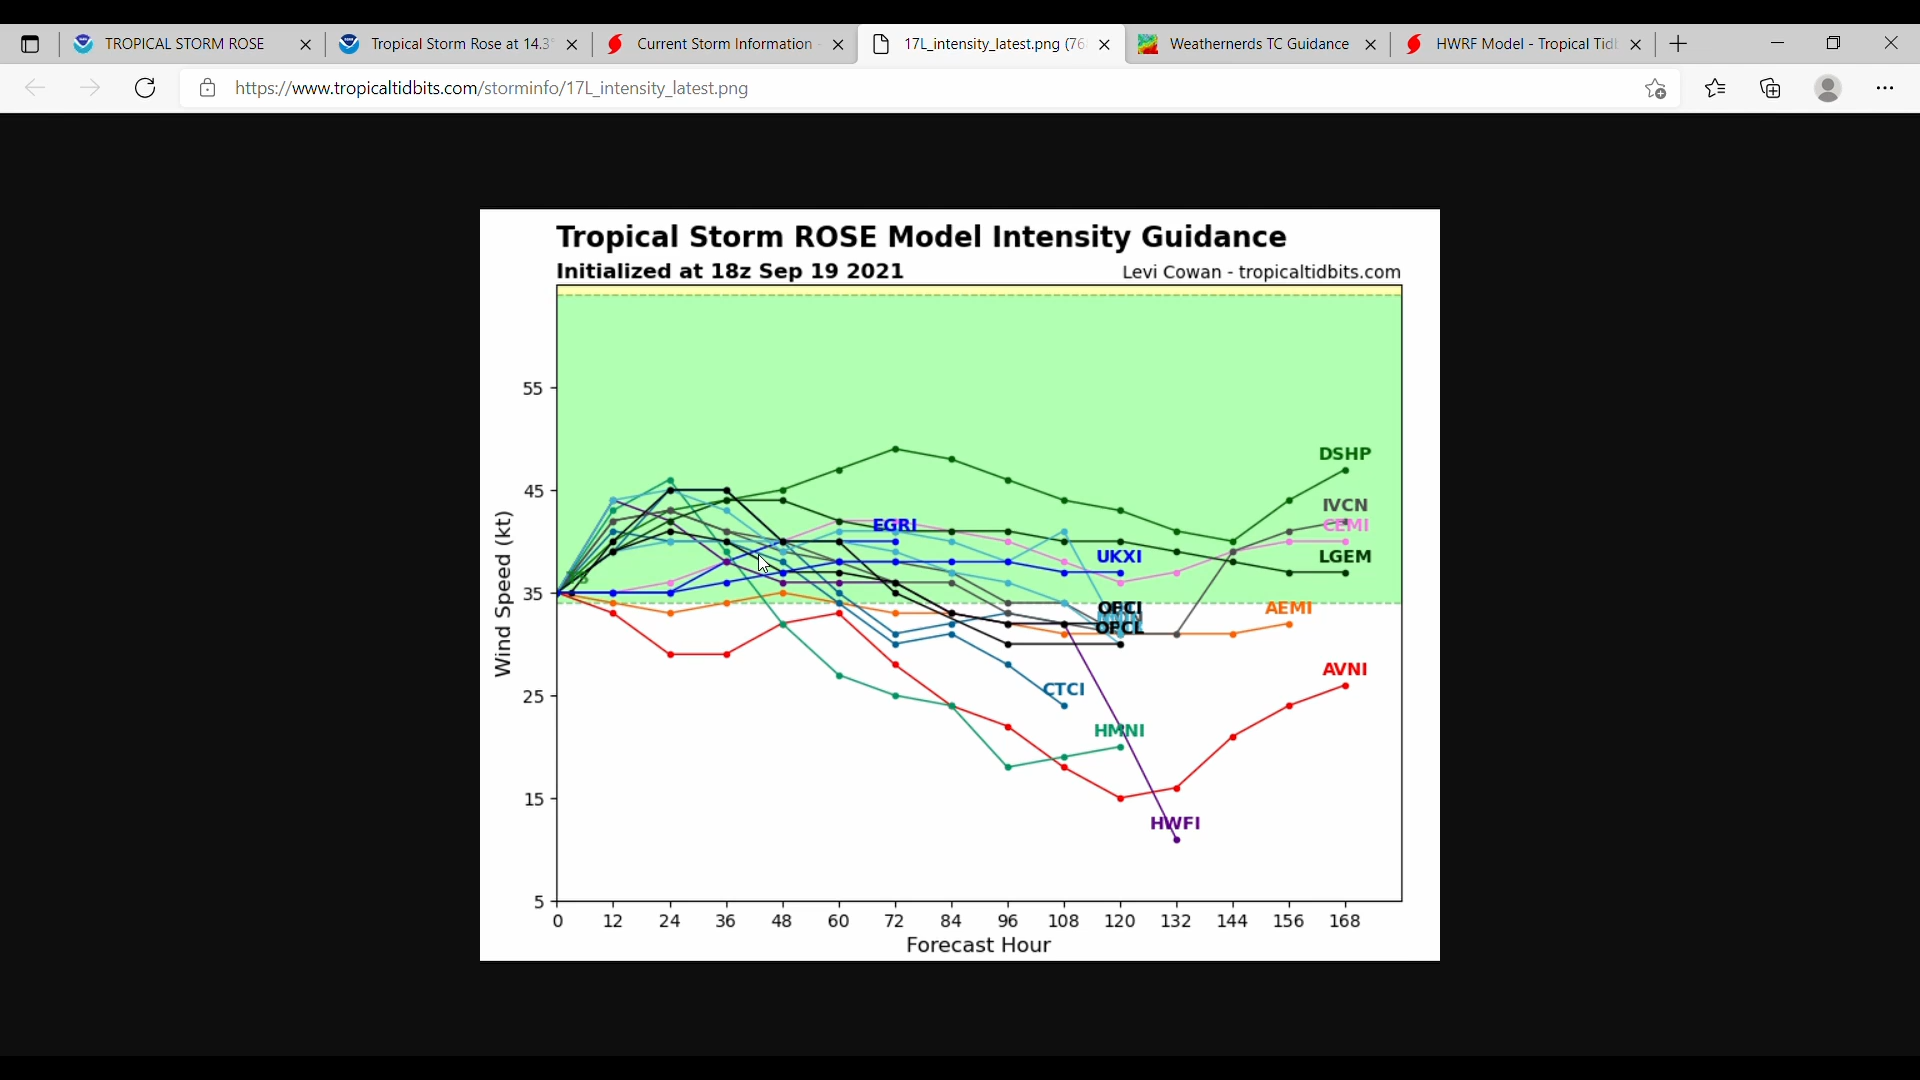 TROPICAL STORM ROSE
Tropical Storm Rose at 14.3°
Current Storm Information -
17L_intensity_latest.png (76
Weathernerds TC Guidance
HWRF Model - Tropical Tid
https://www.tropicaltidbits.com/storminfo/17L_intensity_latest.png
Tropical Storm ROSE Model Intensity Guidance
Initialized at 18z Sep 19 2021
Levi Cowan - tropicaltidbits.com
55
DSHP
45
IVCN
EGRI
CEMI
UKXI
LGEM
35
OFCI
AEMI
OFCL
AVNI
25
CTCI
HMNI
15
HWFI
5
0 12 24 36 48 60 72 84 96 108 120 132 144 156 168
Wind Speed (kt)
Forecast Hour